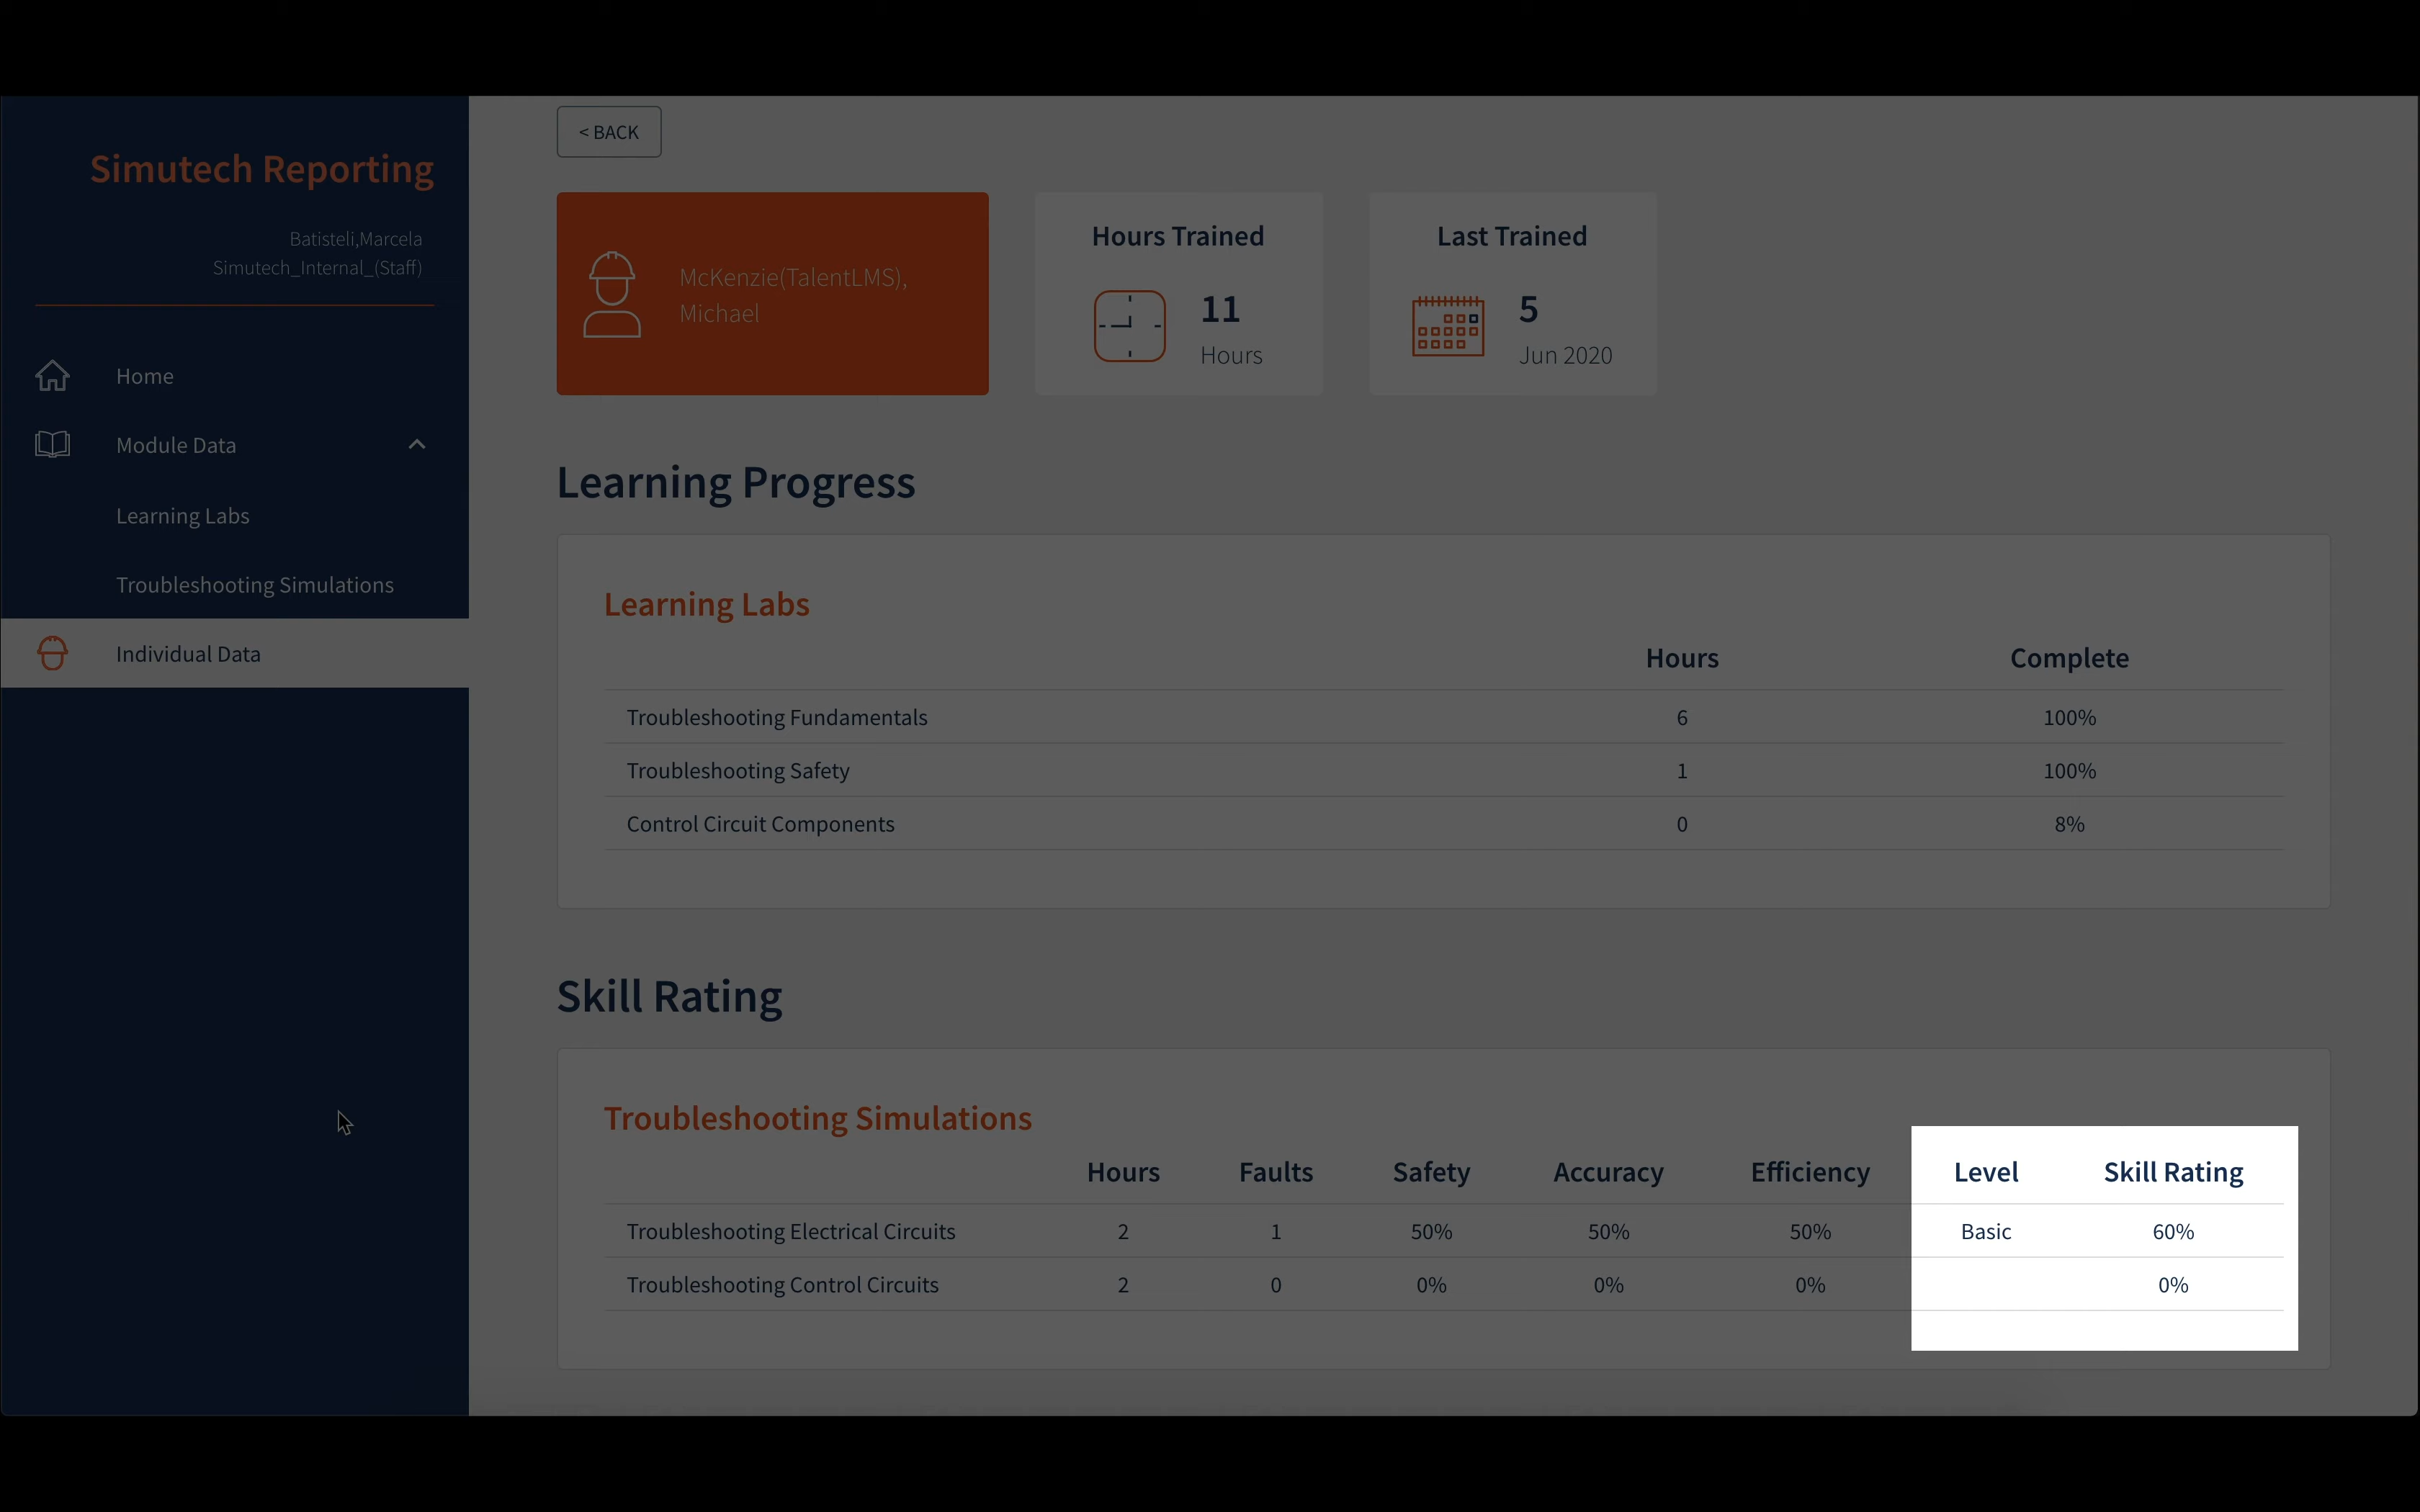 < BACK
Simutech Reporting
Batisteli,Marcela
Simutech_Internal_(Staff)
Home
Module Data
Learning Labs
Troubleshooting Simulations
Individual Data
McKenzie(TalentLMS),
Michael
Hours Trained
11
Hours
Last Trained
5
Jun 2020
Learning Progress
Learning Labs
Hours Complete
Troubleshooting Fundamentals 6 100%
Troubleshooting Safety 1 100%
Control Circuit Components 0 8%
Skill Rating
Troubleshooting Simulations
Hours Faults Safety Accuracy Efficiency Level Skill Rating
Troubleshooting Electrical Circuits 2 1 50% 50% 50% Basic 60%
Troubleshooting Control Circuits 2 0 0% 0% 0% 0%